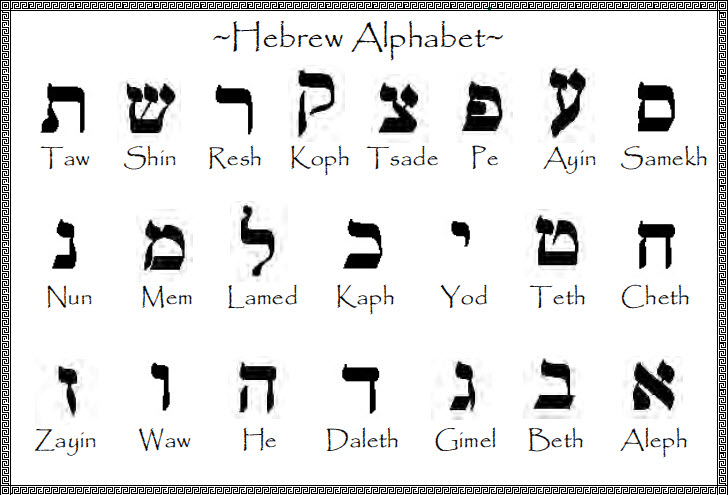 ~Hebrew Alphabet~
ת ש ר ק צ פ ע ס
Taw Shin Resh Koph Tsade Pe Ayin Samekh
נ מ ל כ י ט ח
Nun Mem Lamed Kaph Yod Teth Cheth
ז ו ה ד ג ב א
Zayin Waw He Daleth Gimel Beth Aleph